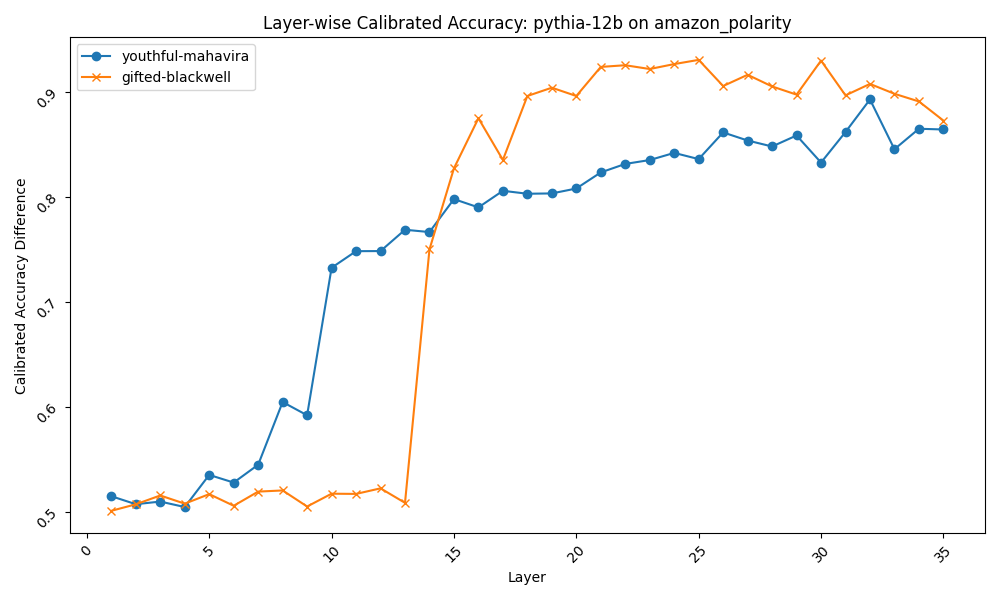 Layer-wise Calibrated Accuracy: pythia-12b on amazon_polarity
youthful-mahavira
gifted-blackwell
Calibrated Accuracy Difference
0.9
0.8
0.7
0.6
0.5
0 5 10 15 20 25 30 35
Layer